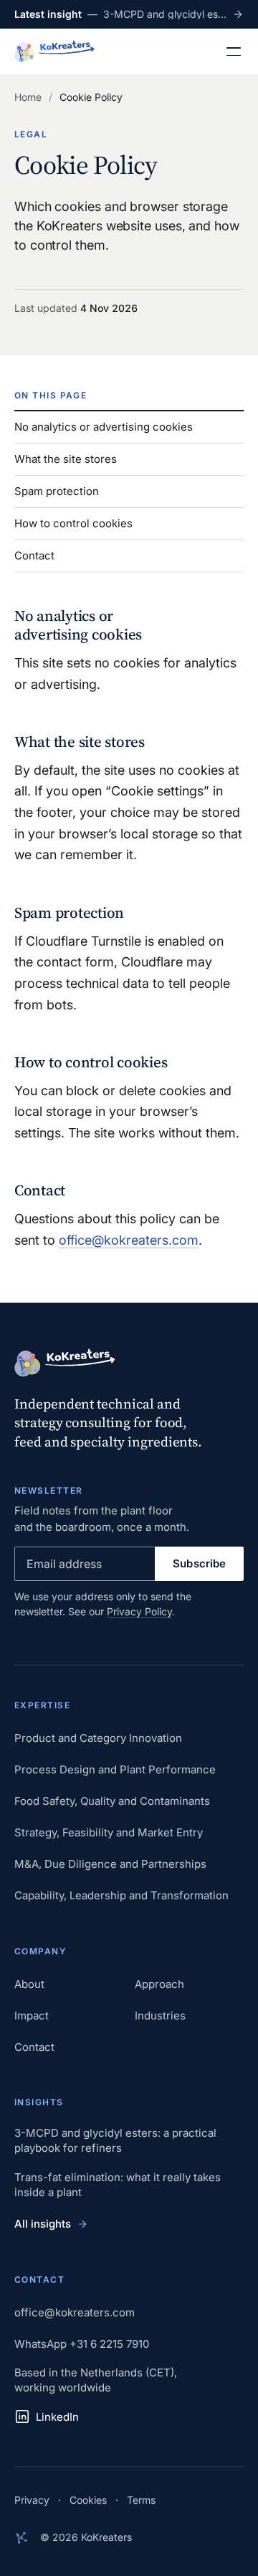 Latest insight — 3-MCPD and glycidyl es... →
KoKreaters
Home / Cookie Policy
LEGAL
Cookie Policy
Which cookies and browser storage
the KoKreaters website uses, and how
to control them.
Last updated 4 Nov 2026
ON THIS PAGE
No analytics or advertising cookies
What the site stores
Spam protection
How to control cookies
Contact
No analytics or
advertising cookies
This site sets no cookies for analytics
or advertising.
What the site stores
By default, the site uses no cookies at
all. If you open “Cookie settings” in
the footer, your choice may be stored
in your browser’s local storage so that
we can remember it.
Spam protection
If Cloudflare Turnstile is enabled on
the contact form, Cloudflare may
process technical data to tell people
from bots.
How to control cookies
You can block or delete cookies and
local storage in your browser’s
settings. The site works without them.
Contact
Questions about this policy can be
sent to office@kokreaters.com.
KoKreaters
Independent technical and
strategy consulting for food,
feed and specialty ingredients.
NEWSLETTER
Field notes from the plant floor
and the boardroom, once a month.
Email address Subscribe
We use your address only to send the
newsletter. See our Privacy Policy.
EXPERTISE
Product and Category Innovation
Process Design and Plant Performance
Food Safety, Quality and Contaminants
Strategy, Feasibility and Market Entry
M&A, Due Diligence and Partnerships
Capability, Leadership and Transformation
COMPANY
About Approach
Impact Industries
Contact
INSIGHTS
3-MCPD and glycidyl esters: a practical
playbook for refiners
Trans-fat elimination: what it really takes
inside a plant
All insights →
CONTACT
office@kokreaters.com
WhatsApp +31 6 2215 7910
Based in the Netherlands (CET),
working worldwide
LinkedIn
Privacy · Cookies · Terms
© 2026 KoKreaters